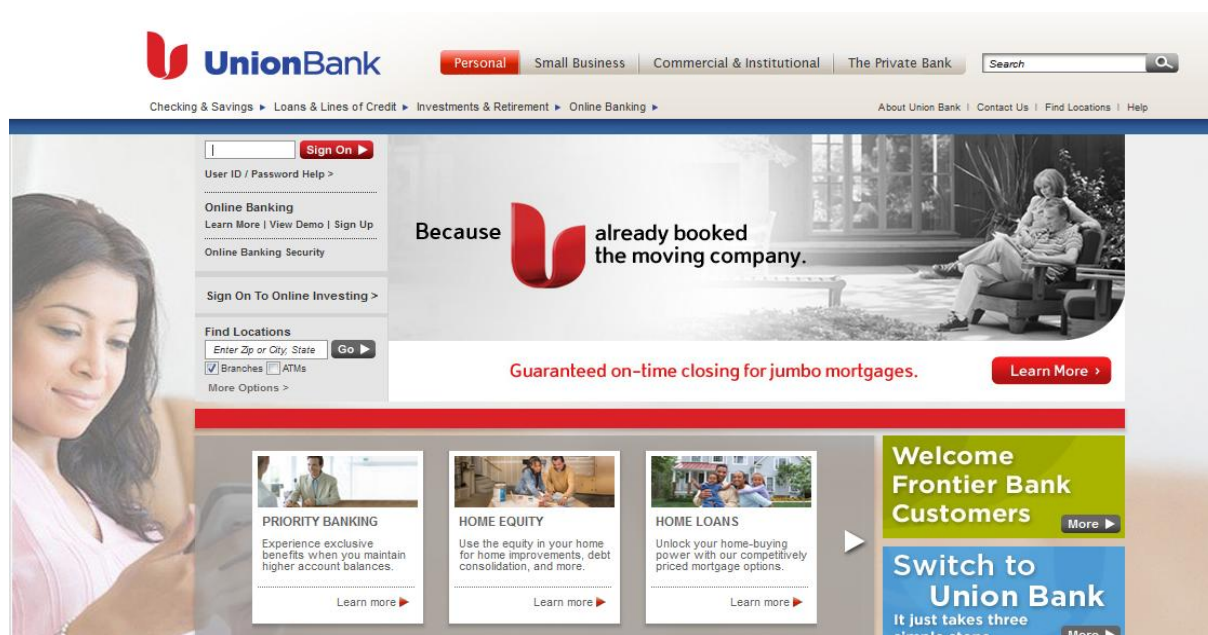 UnionBank
Personal
Small Business
Commercial & Institutional
The Private Bank
Search
Checking & Savings
Loans & Lines of Credit
Investments & Retirement
Online Banking
About Union Bank | Contact Us | Find Locations | Help
Sign On
User ID / Password Help >
Online Banking
Learn More | View Demo | Sign Up
Online Banking Security
Sign On To Online Investing >
Find Locations
Enter Zip or City, State
Go
Branches
ATMs
More Options >
Because
already booked
the moving company.
Guaranteed on-time closing for jumbo mortgages.
Learn More ›
PRIORITY BANKING
Experience exclusive
benefits when you maintain
higher account balances.
Learn more
HOME EQUITY
Use the equity in your home
for home improvements, debt
consolidation, and more.
Learn more
HOME LOANS
Unlock your home-buying
power with our competitively
priced mortgage options.
Learn more
Welcome
Frontier Bank
Customers
More
Switch to
Union Bank
It just takes three
simple steps
More